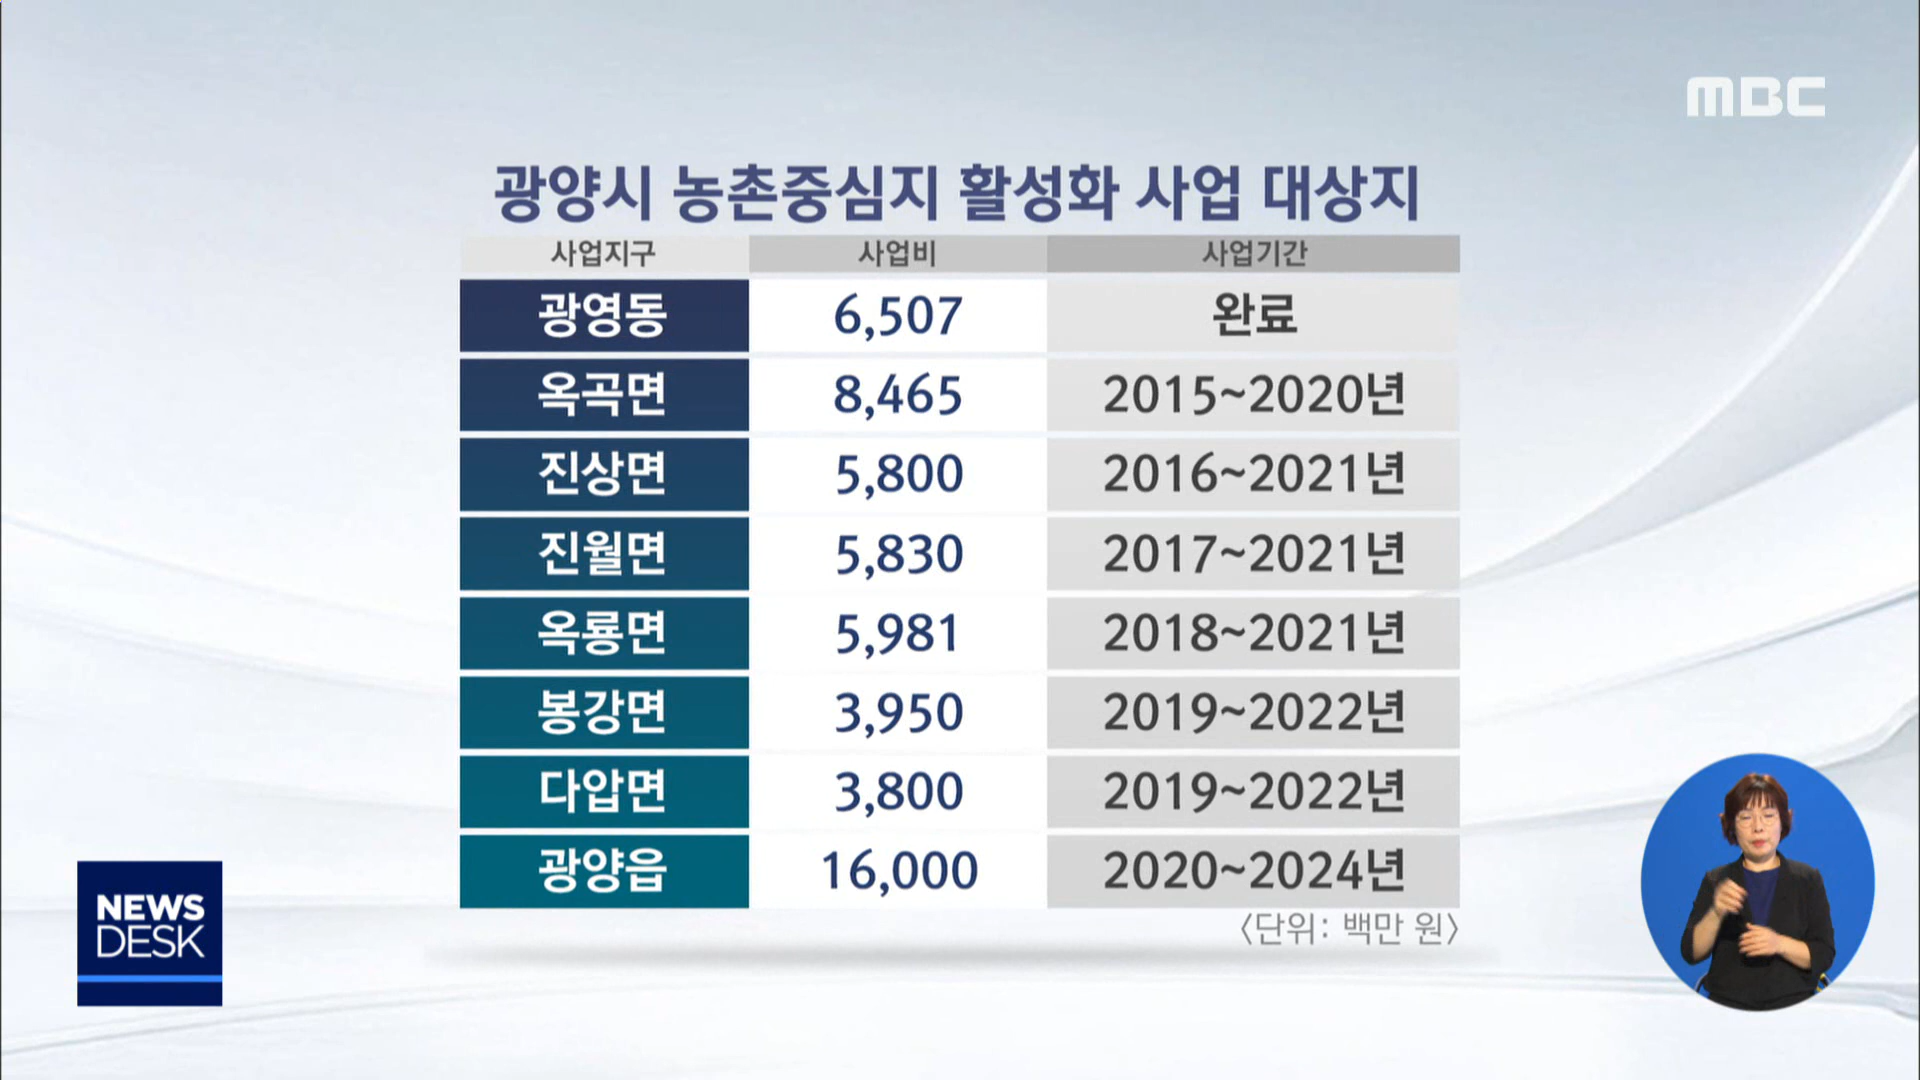 MBC
광양시 농촌중심지 활성화 사업 대상지
사업지구 사업비 사업기간
광영동 6,507 완료
옥곡면 8,465 2015~2020년
진상면 5,800 2016~2021년
진월면 5,830 2017~2021년
옥룡면 5,981 2018~2021년
봉강면 3,950 2019~2022년
다압면 3,800 2019~2022년
광양읍 16,000 2020~2024년
〈단위: 백만 원〉
NEWS
DESK